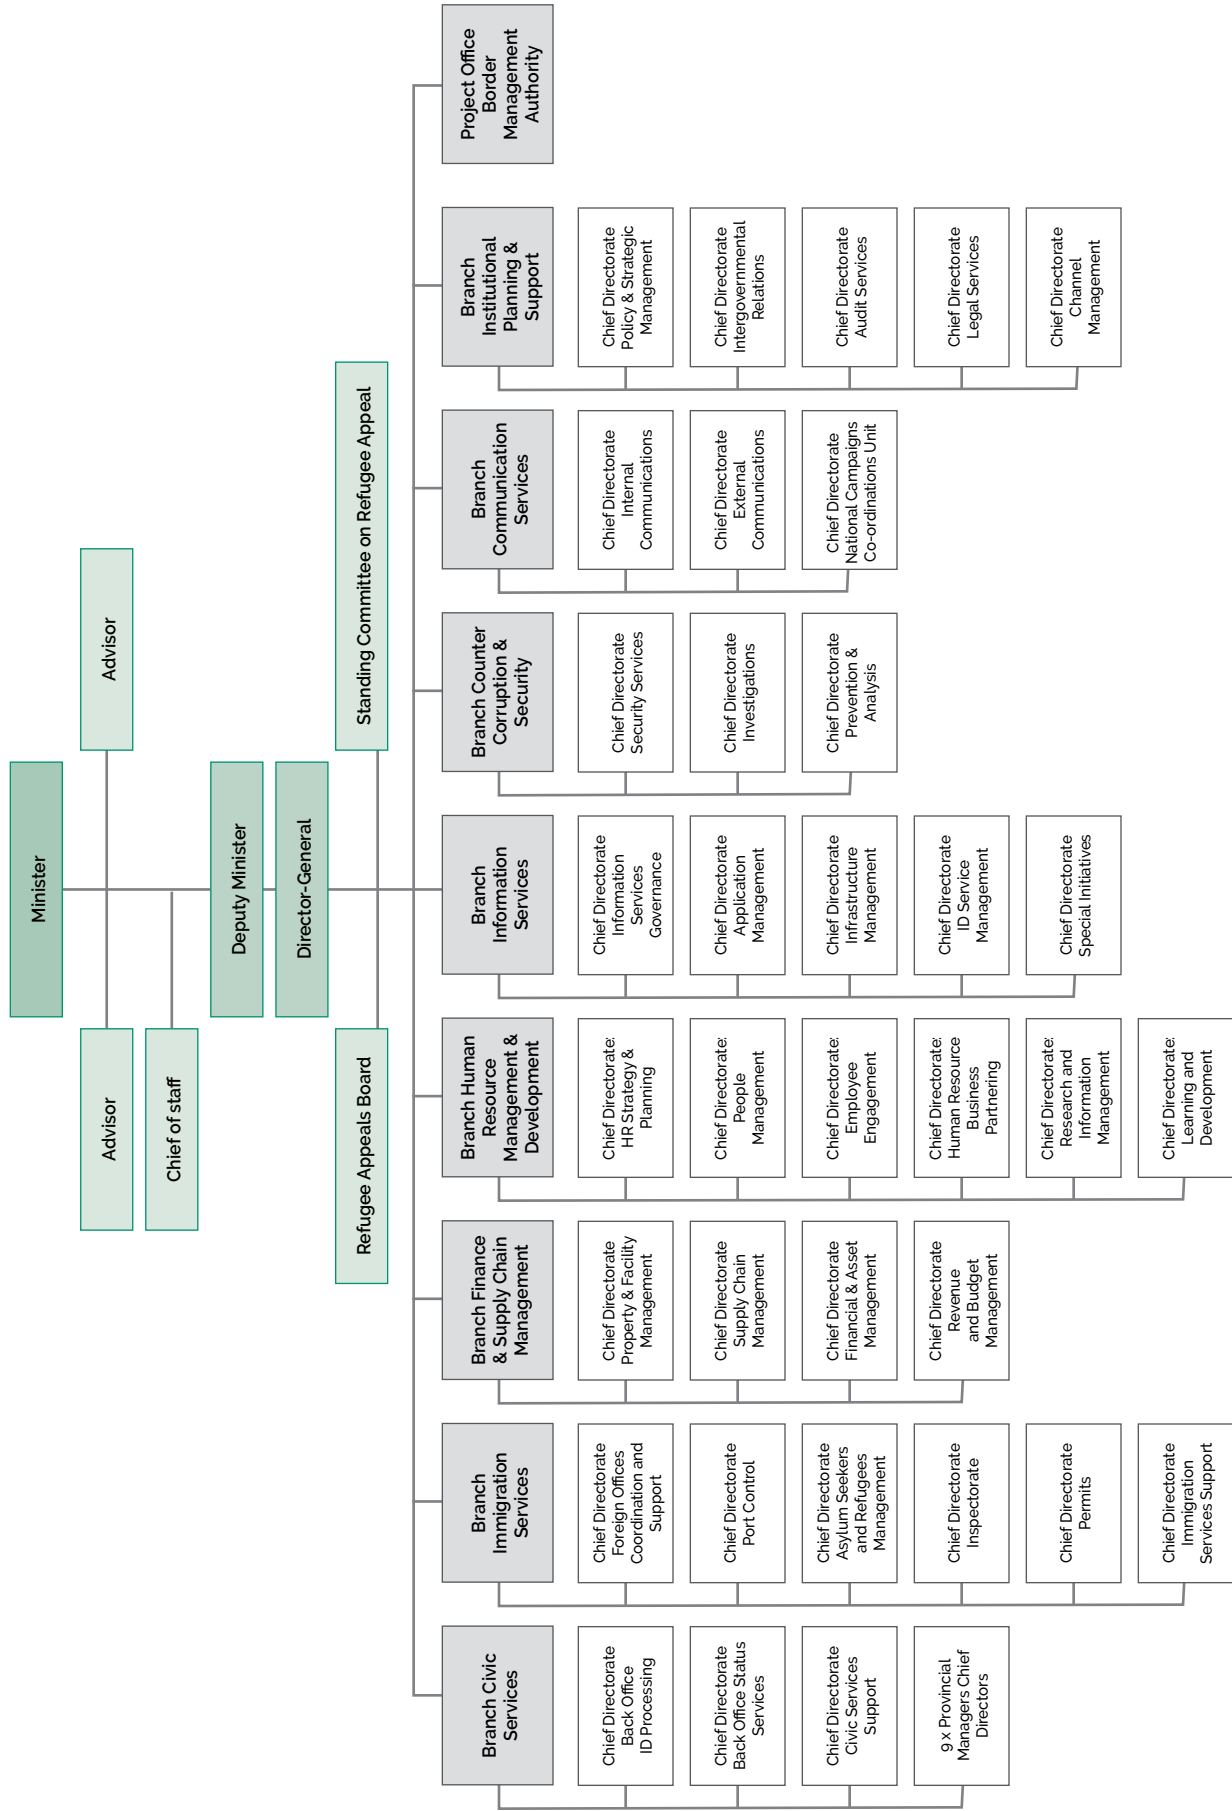 Minister
Advisor
Advisor
Chief of staff
Deputy Minister
Director-General
Refugee Appeals Board
Standing Committee on Refugee Appeal
Branch Civic
Services
Chief Directorate
Back Office
ID Processing
Chief Directorate
Back Office Status
Services
Chief Directorate
Civic Services
Support
9 x Provincial
Managers Chief
Directors
Branch
Immigration
Services
Chief Directorate
Foreign Offices
Coordination and
Support
Chief Directorate
Port Control
Chief Directorate
Asylum Seekers
and Refugees
Management
Chief Directorate
Inspectorate
Chief Directorate
Permits
Chief Directorate
Immigration
Services Support
Branch Finance
& Supply Chain
Management
Chief Directorate
Property & Facility
Management
Chief Directorate
Supply Chain
Management
Chief Directorate
Financial & Asset
Management
Chief Directorate
Revenue
and Budget
Management
Branch Human
Resource
Management &
Development
Chief Directorate:
HR Strategy &
Planning
Chief Directorate:
People
Management
Chief Directorate:
Employee
Engagement
Chief Directorate:
Human Resource
Business
Partnering
Chief Directorate:
Research and
Information
Management
Chief Directorate:
Learning and
Development
Branch
Information
Services
Chief Directorate
Information
Services
Governance
Chief Directorate
Application
Management
Chief Directorate
Infrastructure
Management
Chief Directorate
ID Service
Management
Chief Directorate
Special Initiatives
Branch Counter
Corruption &
Security
Chief Directorate
Security Services
Chief Directorate
Investigations
Chief Directorate
Prevention &
Analysis
Branch
Communication
Services
Chief Directorate
Internal
Communications
Chief Directorate
External
Communications
Chief Directorate
National Campaigns
Co-ordinations Unit
Branch
Institutional
Planning &
Support
Chief Directorate
Policy & Strategic
Management
Chief Directorate
Intergovernmental
Relations
Chief Directorate
Audit Services
Chief Directorate
Legal Services
Chief Directorate
Channel
Management
Project Office
Border
Management
Authority